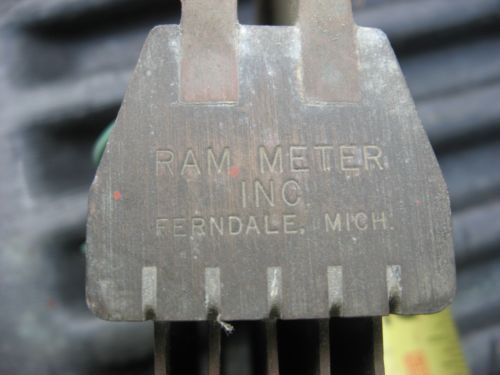 RAM METER
INC.
FERNDALE, MICH.